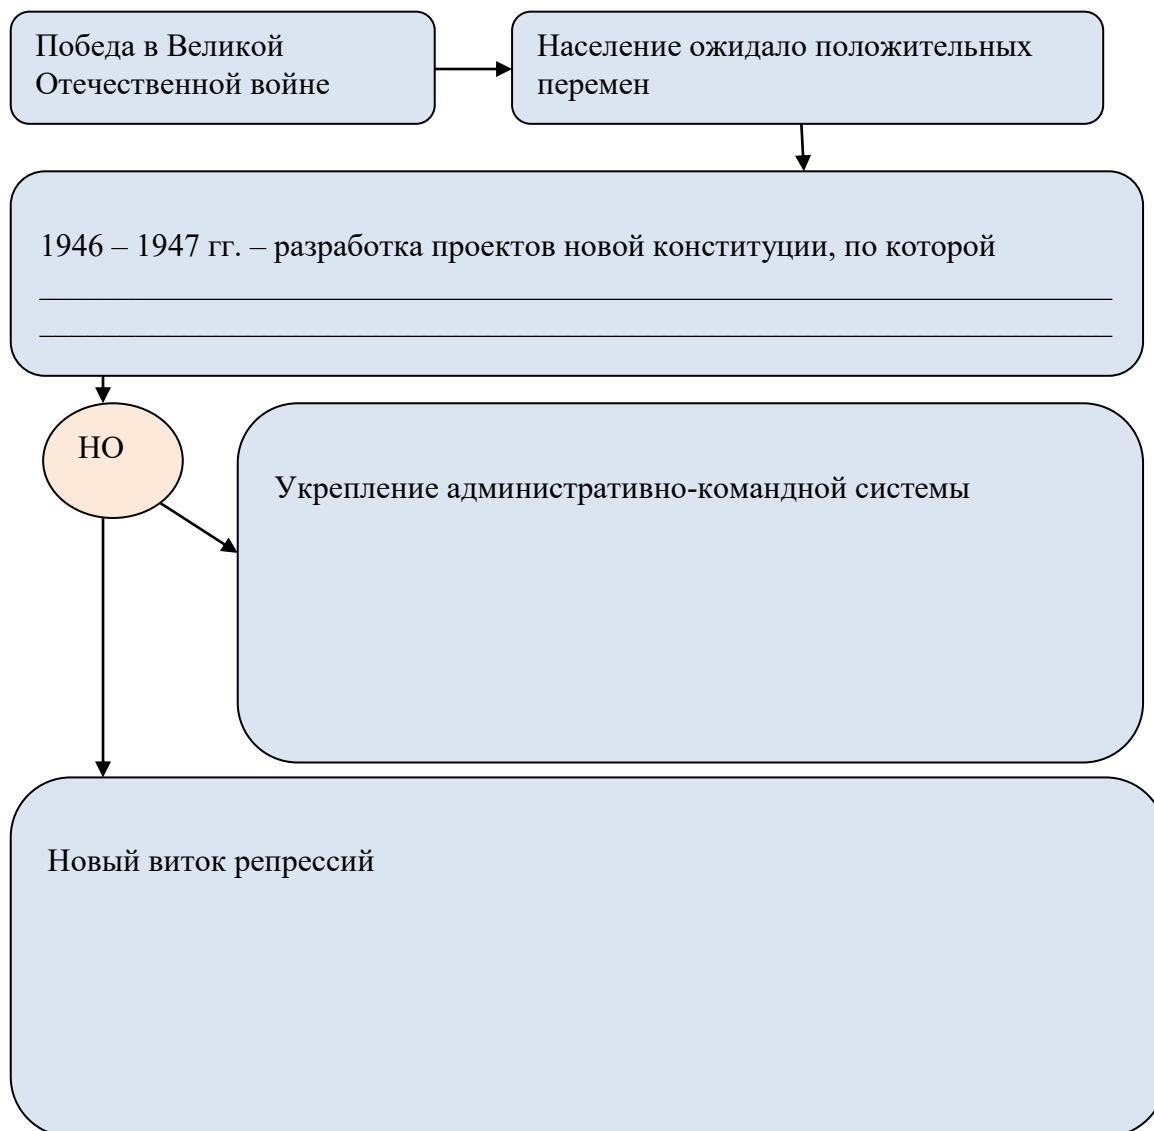 Победа в Великой
Отечественной войне
Население ожидало положительных
перемен
1946 – 1947 гг. – разработка проектов новой конституции, по которой
НО
Укрепление административно-командной системы
Новый виток репрессий